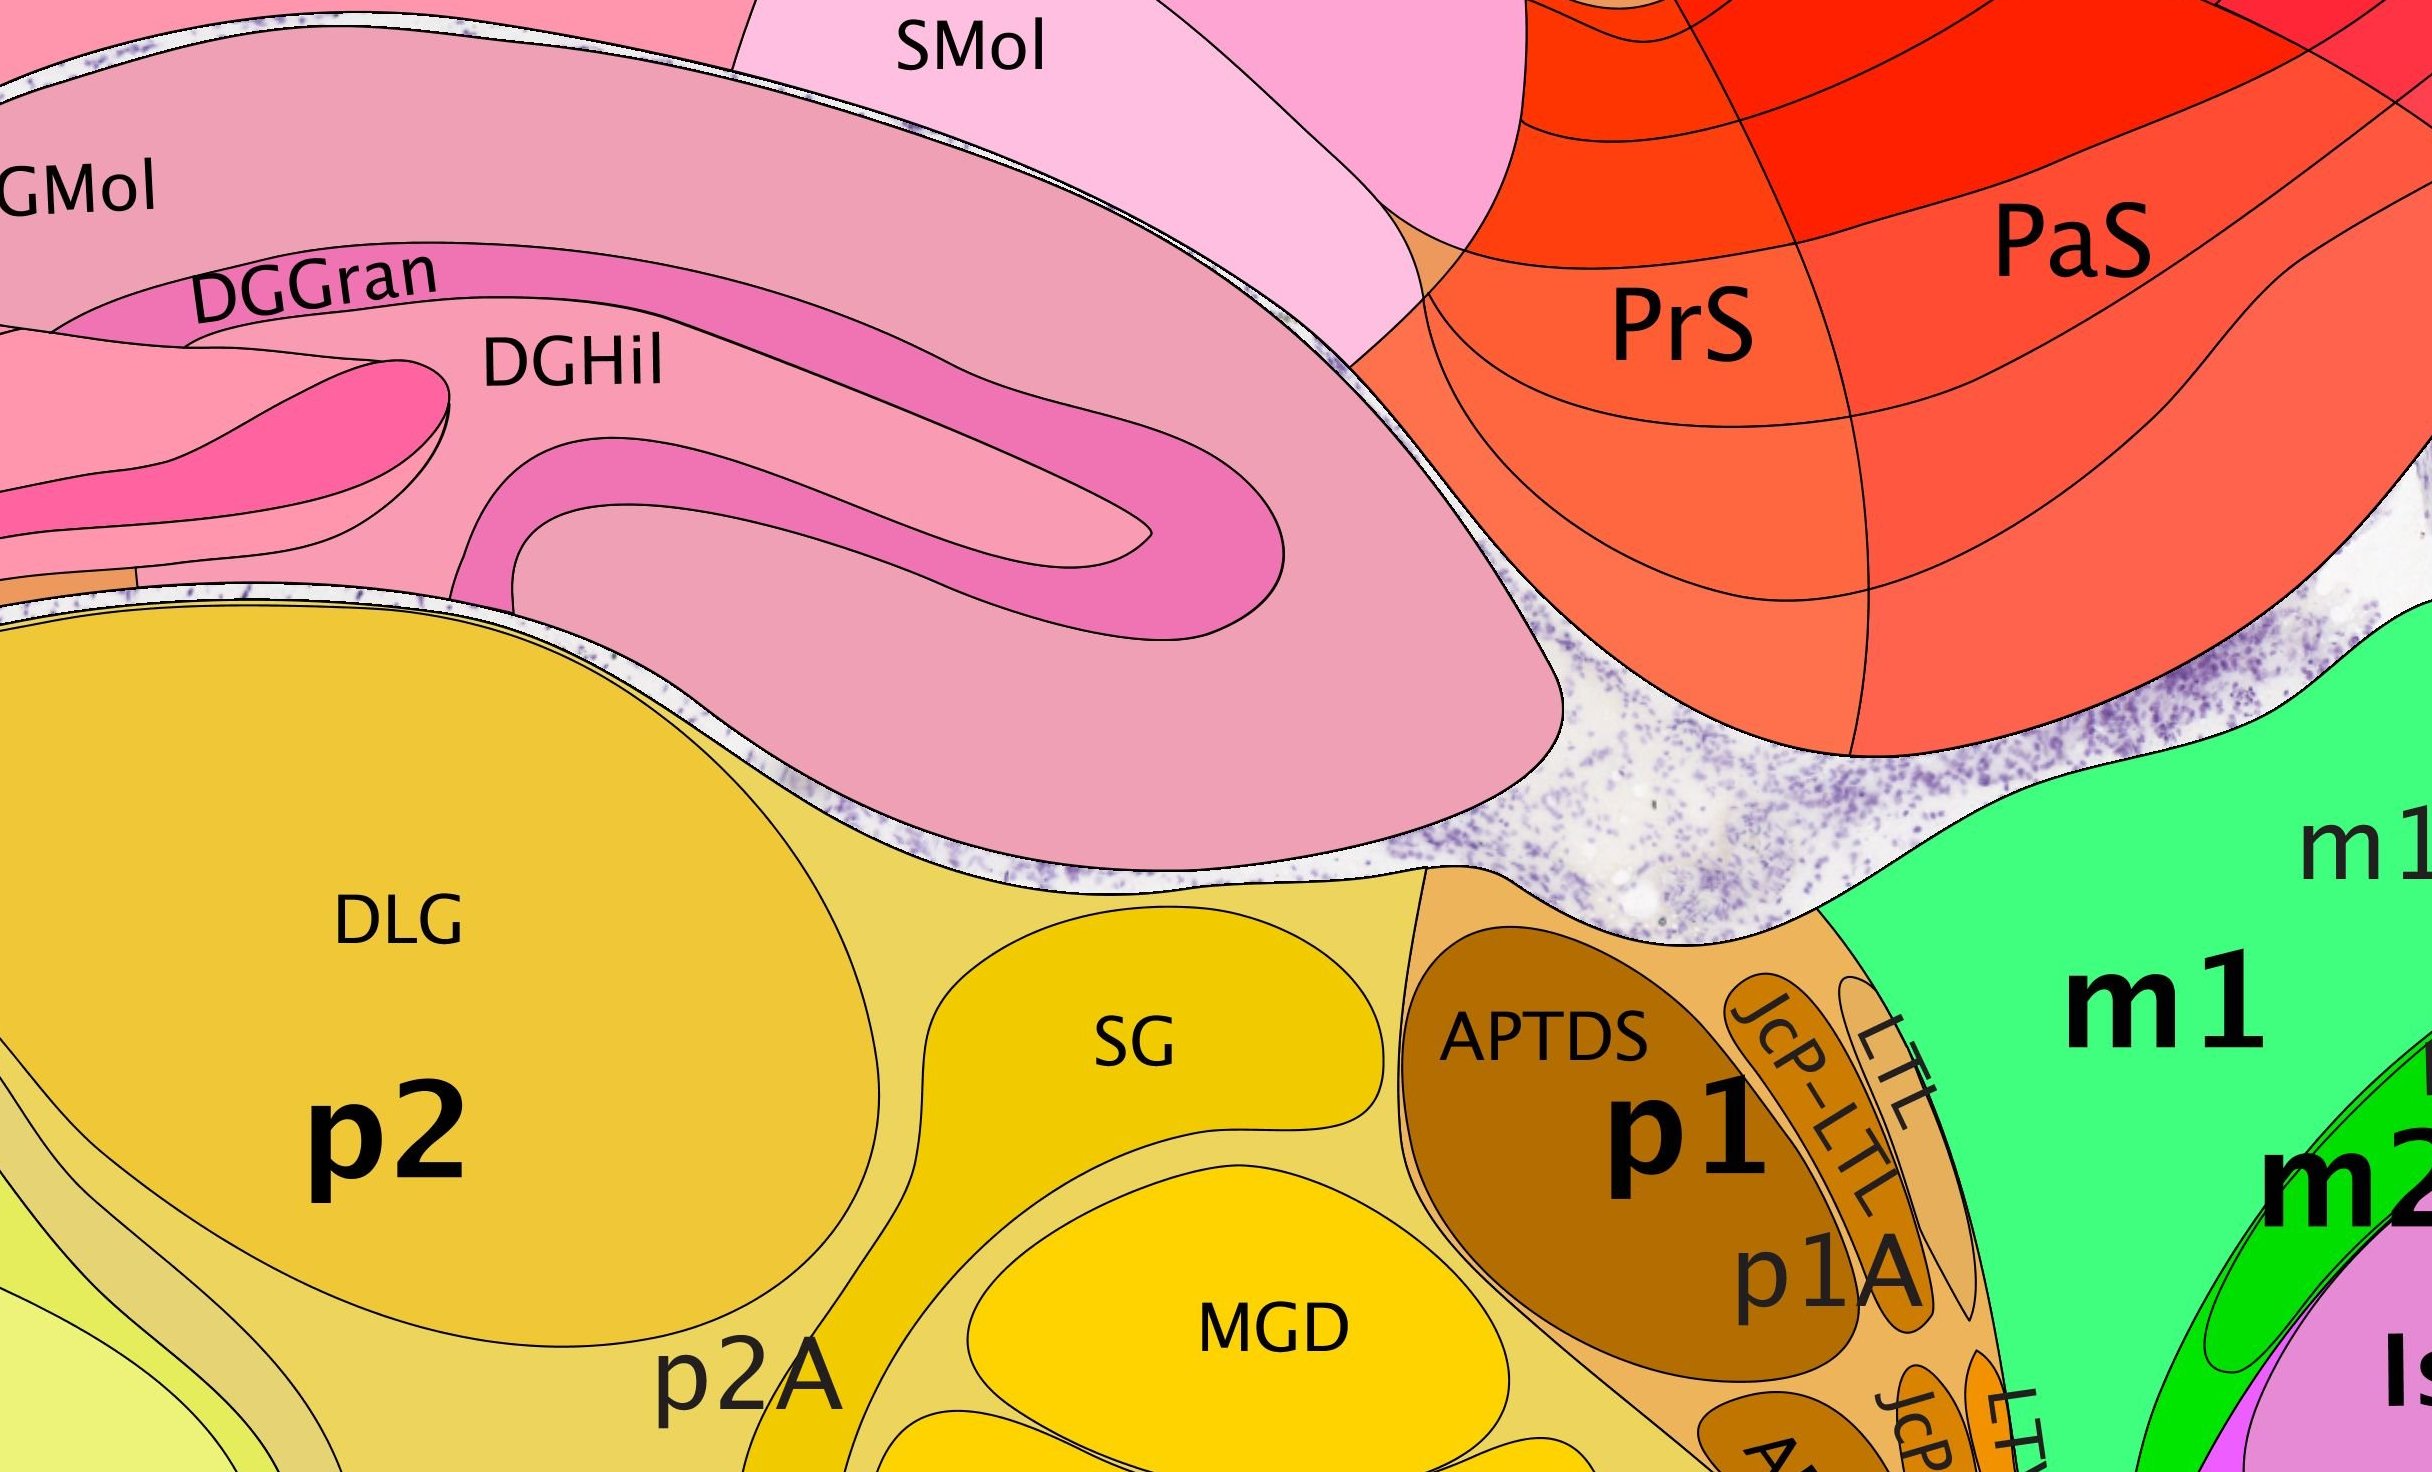 SMol
GMol
PaS
DGGran
PrS
DGHil
m1
DLG
m1
SG
APTDS
JcP-LTL
LTL
p2
p1
m2
p1A
MGD
Is
p2A
JcP